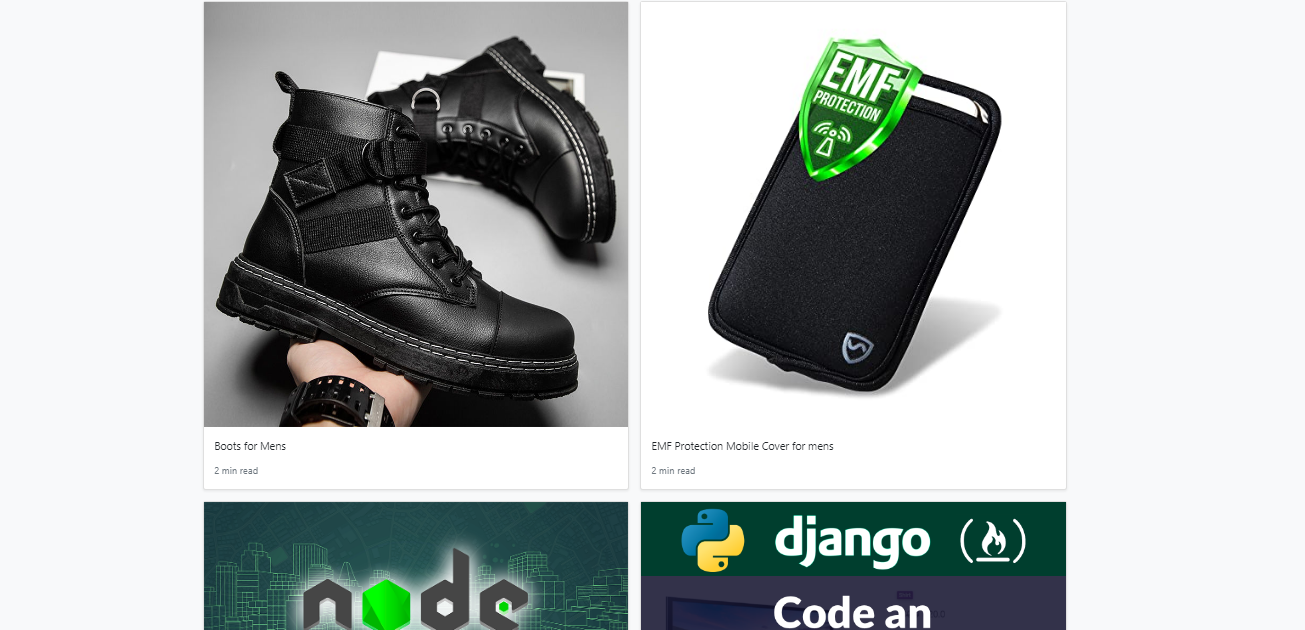 EMF
PROTECTION
Boots for Mens
2 min read
EMF Protection Mobile Cover for mens
2 min read
node
django
Code an